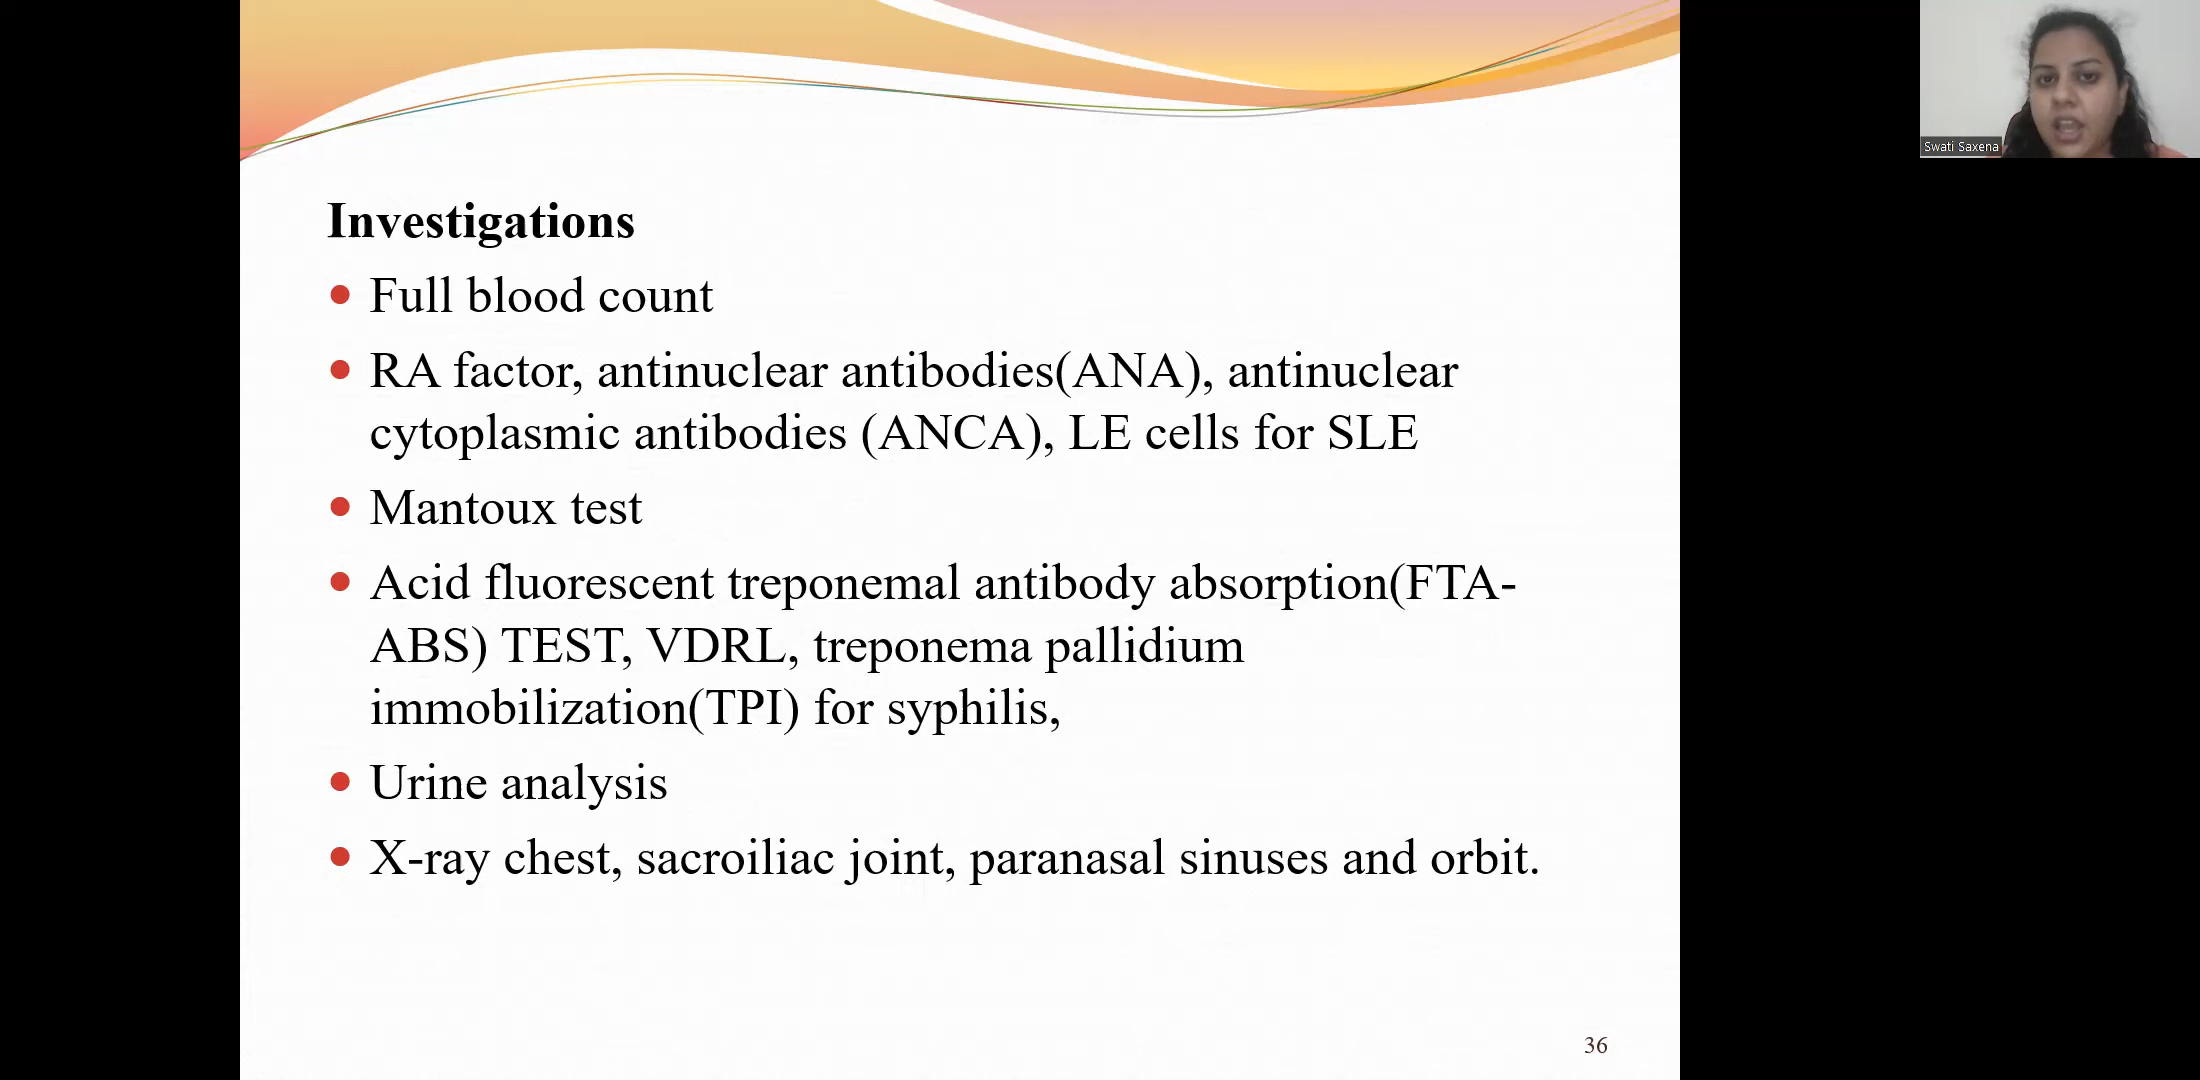 Investigations
Full blood count
RA factor, antinuclear antibodies(ANA), antinuclear
cytoplasmic antibodies (ANCA), LE cells for SLE
Mantoux test
Acid fluorescent treponemal antibody absorption(FTA-
ABS) TEST, VDRL, treponema pallidium
immobilization(TPI) for syphilis,
Urine analysis
X-ray chest, sacroiliac joint, paranasal sinuses and orbit.
36
Swati Saxena